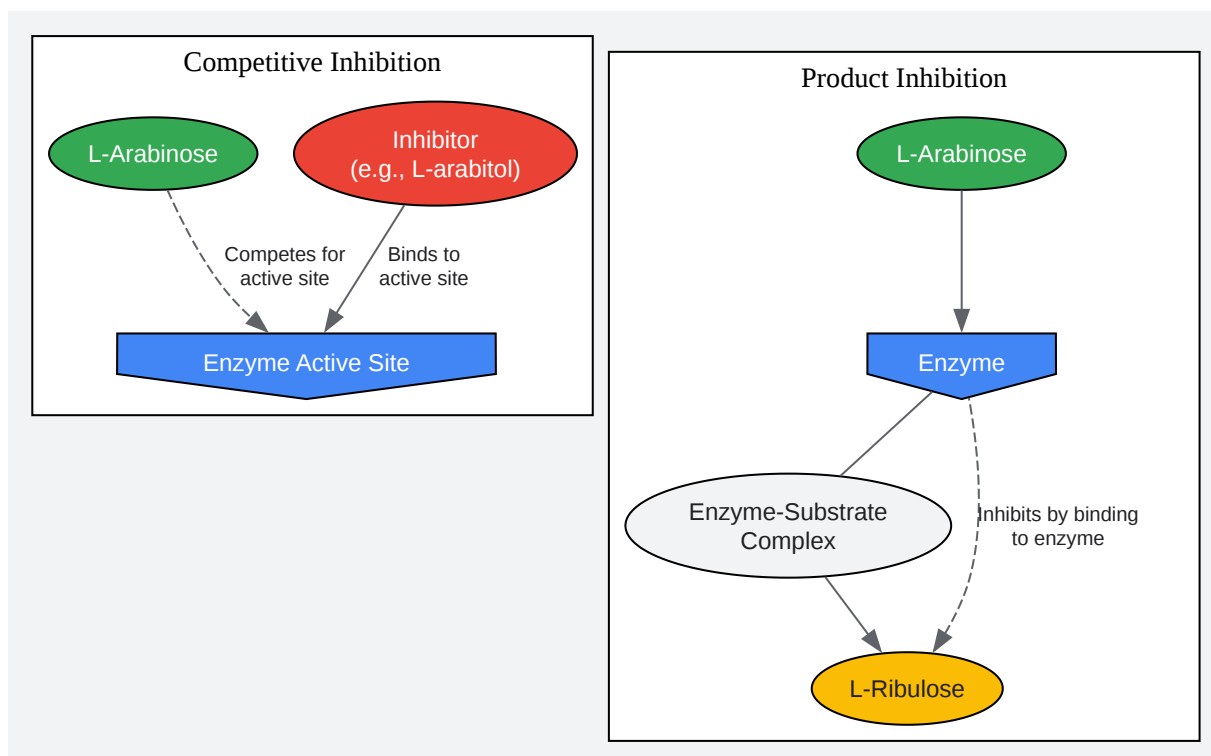 Competitive Inhibition
L-Arabinose
Inhibitor
(e.g., L-arabitol)
Competes for
active site
Binds to
active site
Enzyme Active Site
Product Inhibition
L-Arabinose
Enzyme
Enzyme-Substrate
Complex
Inhibits by binding
to enzyme
L-Ribulose